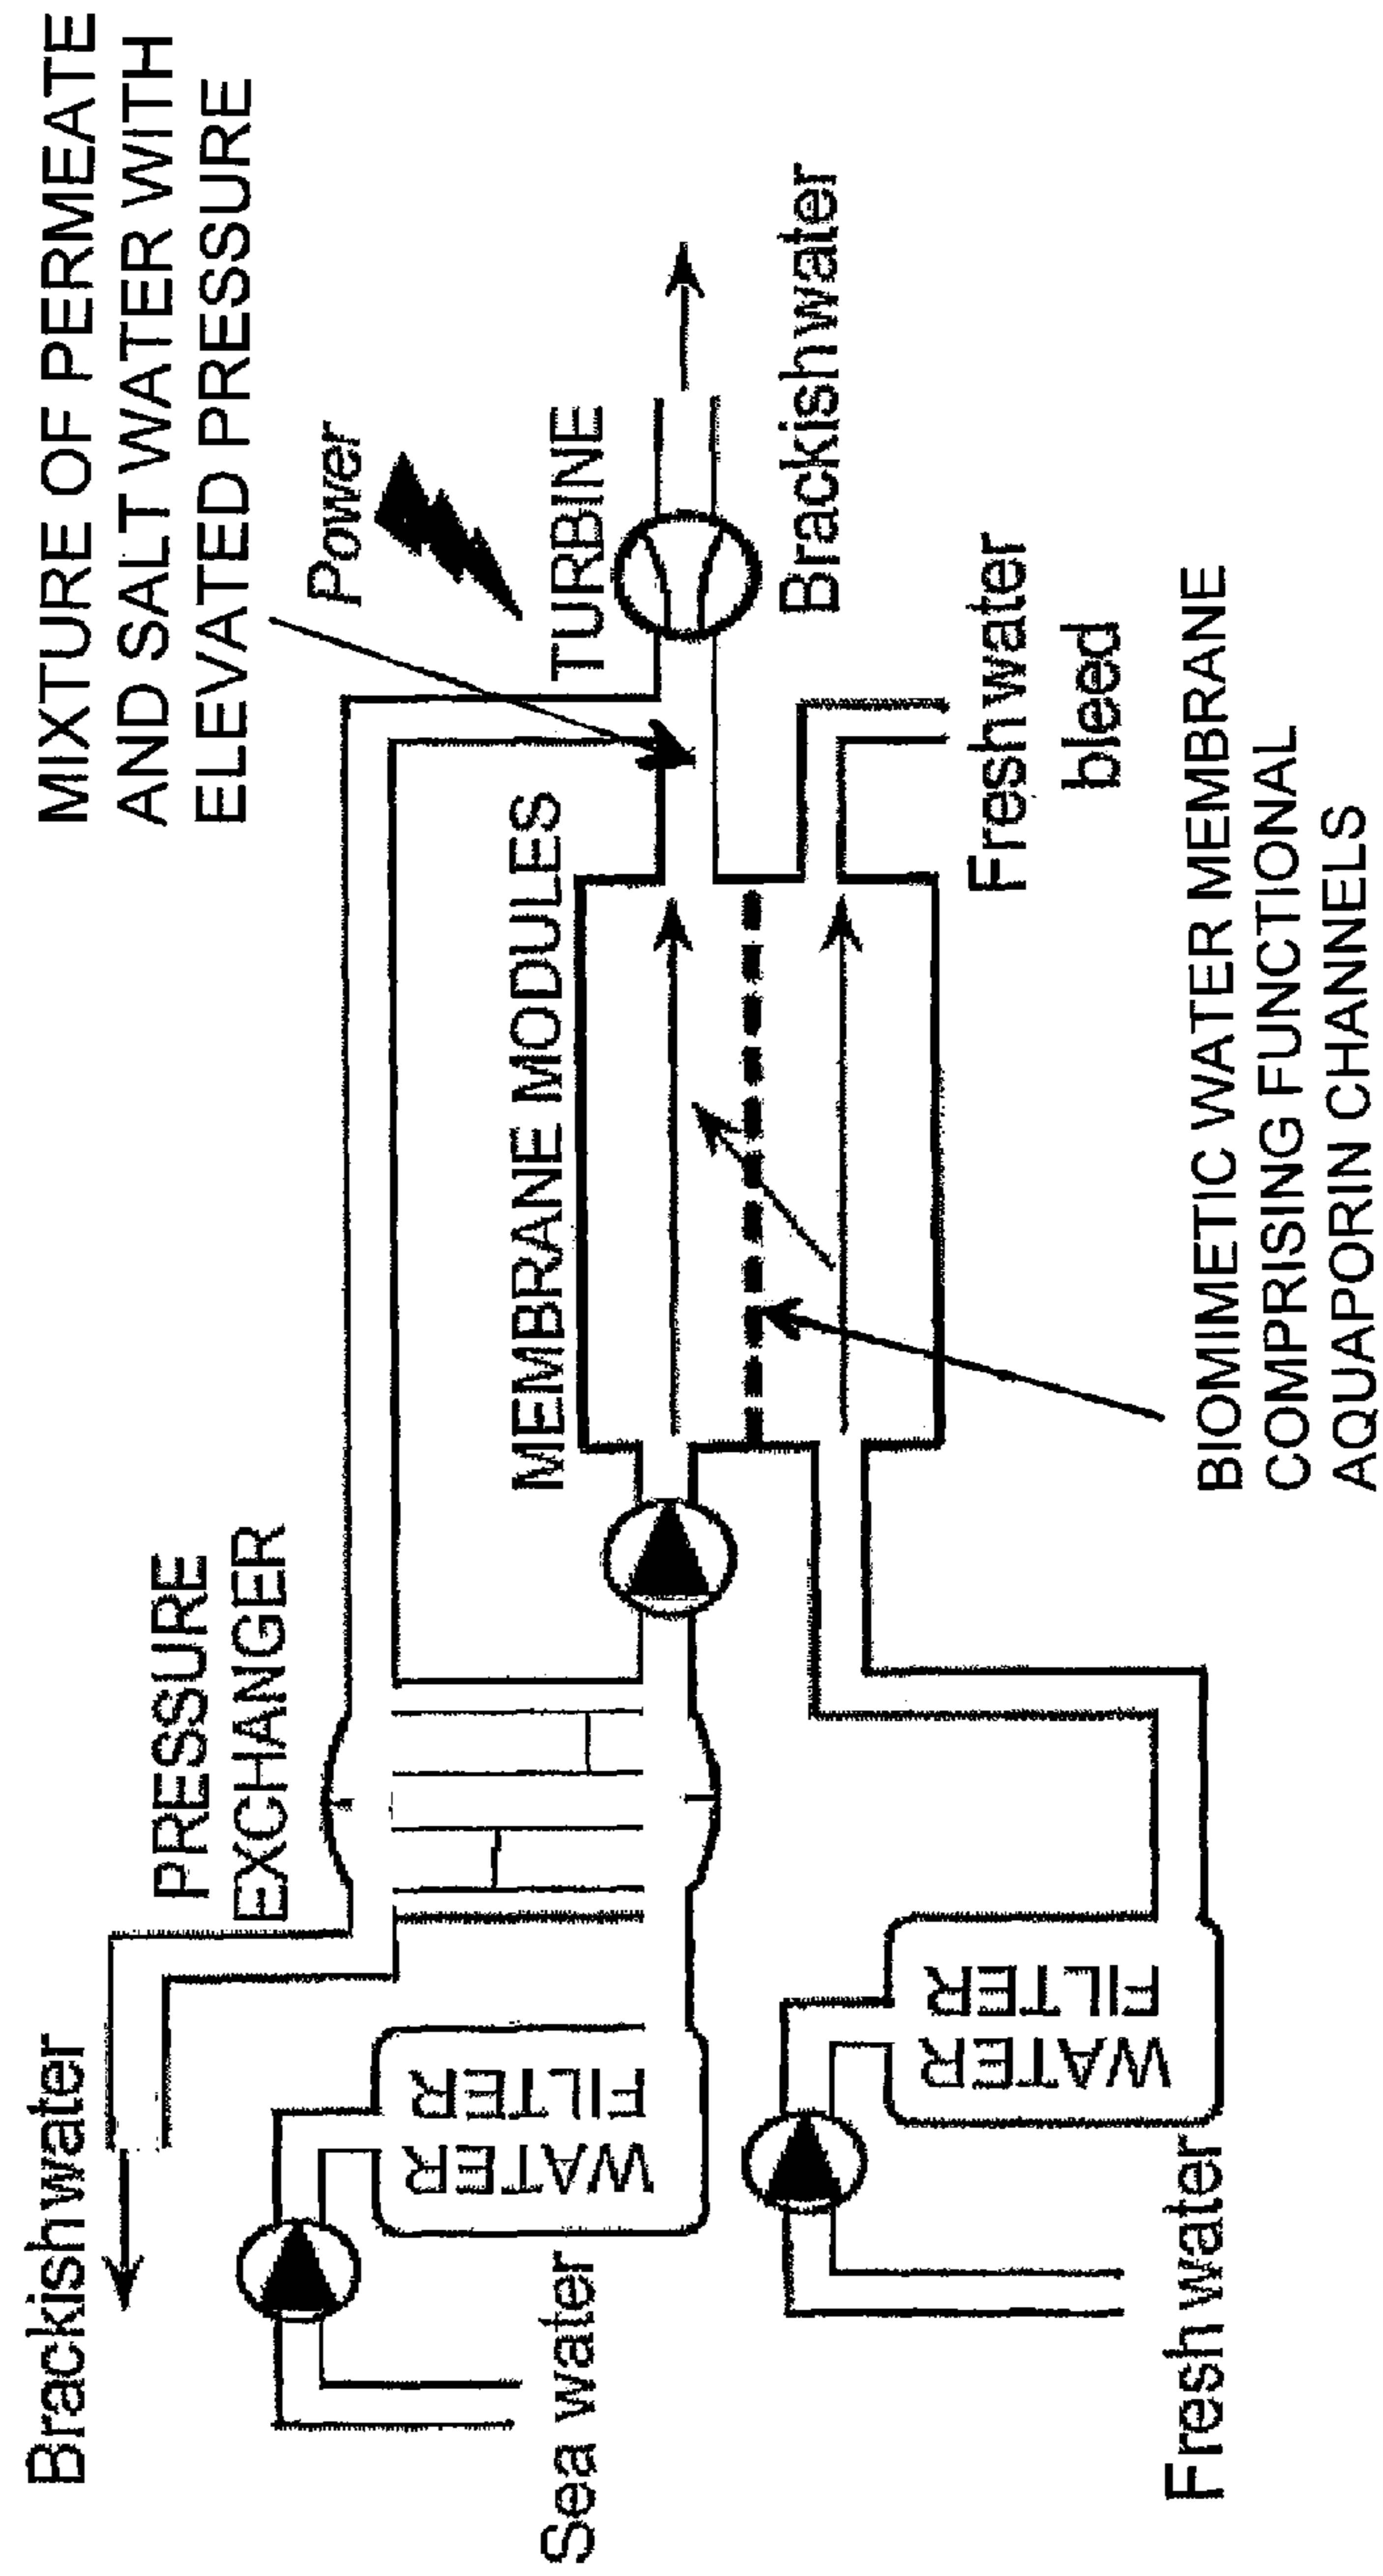 MIXTURE OF PERMEATE
AND SALT WATER WITH
ELEVATED PRESSURE
Power
TURBINE
Brackishwater
PRESSURE
EXCHANGER
MEMBRANE MODULES
Brackishwater
WATER
FILTER
Sea water
WATER
FILTER
Fresh water
Freshwater
bleed
BIOMIMETIC WATER MEMBRANE
COMPRISING FUNCTIONAL
AQUAPORIN CHANNELS